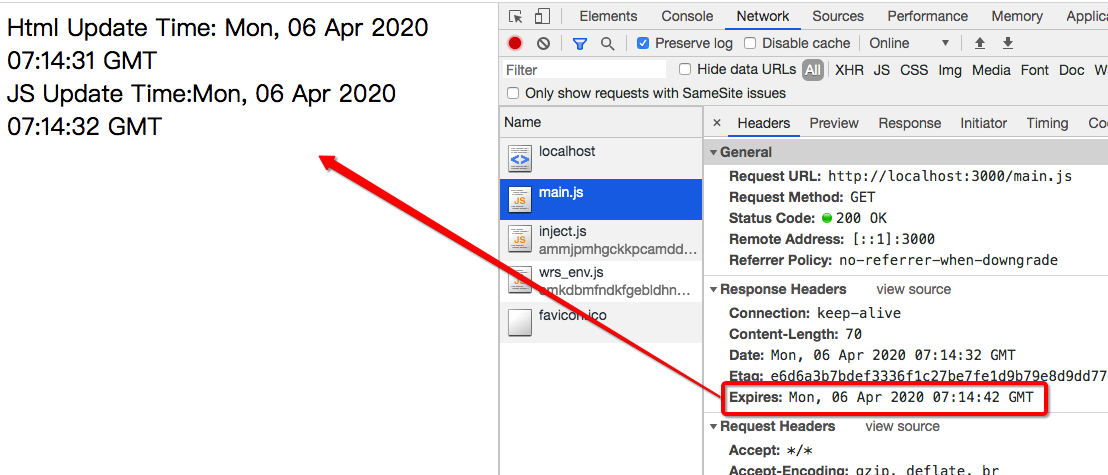 Html Update Time: Mon, 06 Apr 2020
07:14:31 GMT
JS Update Time:Mon, 06 Apr 2020
07:14:32 GMT
Elements Console Network Sources Performance Memory Applicat
Preserve log Disable cache Online
Filter Hide data URLs All XHR JS CSS Img Media Font Doc W
Only show requests with SameSite issues
Name
localhost
main.js
inject.js
ammjpmhgckkpcamdd...
wrs_env.js
omkdbmfndkfgebldhn...
favicon.ico
× Headers Preview Response Initiator Timing Coo
General
Request URL: http://localhost:3000/main.js
Request Method: GET
Status Code: 200 OK
Remote Address: [::1]:3000
Referrer Policy: no-referrer-when-downgrade
Response Headers view source
Connection: keep-alive
Content-Length: 70
Date: Mon, 06 Apr 2020 07:14:32 GMT
Etag: e6d6a3b7bdef3336f1c27be7fe1d9b79e8d9dd77
Expires: Mon, 06 Apr 2020 07:14:42 GMT
Request Headers view source
Accept: */*
Accept-Encoding: gzip, deflate, br